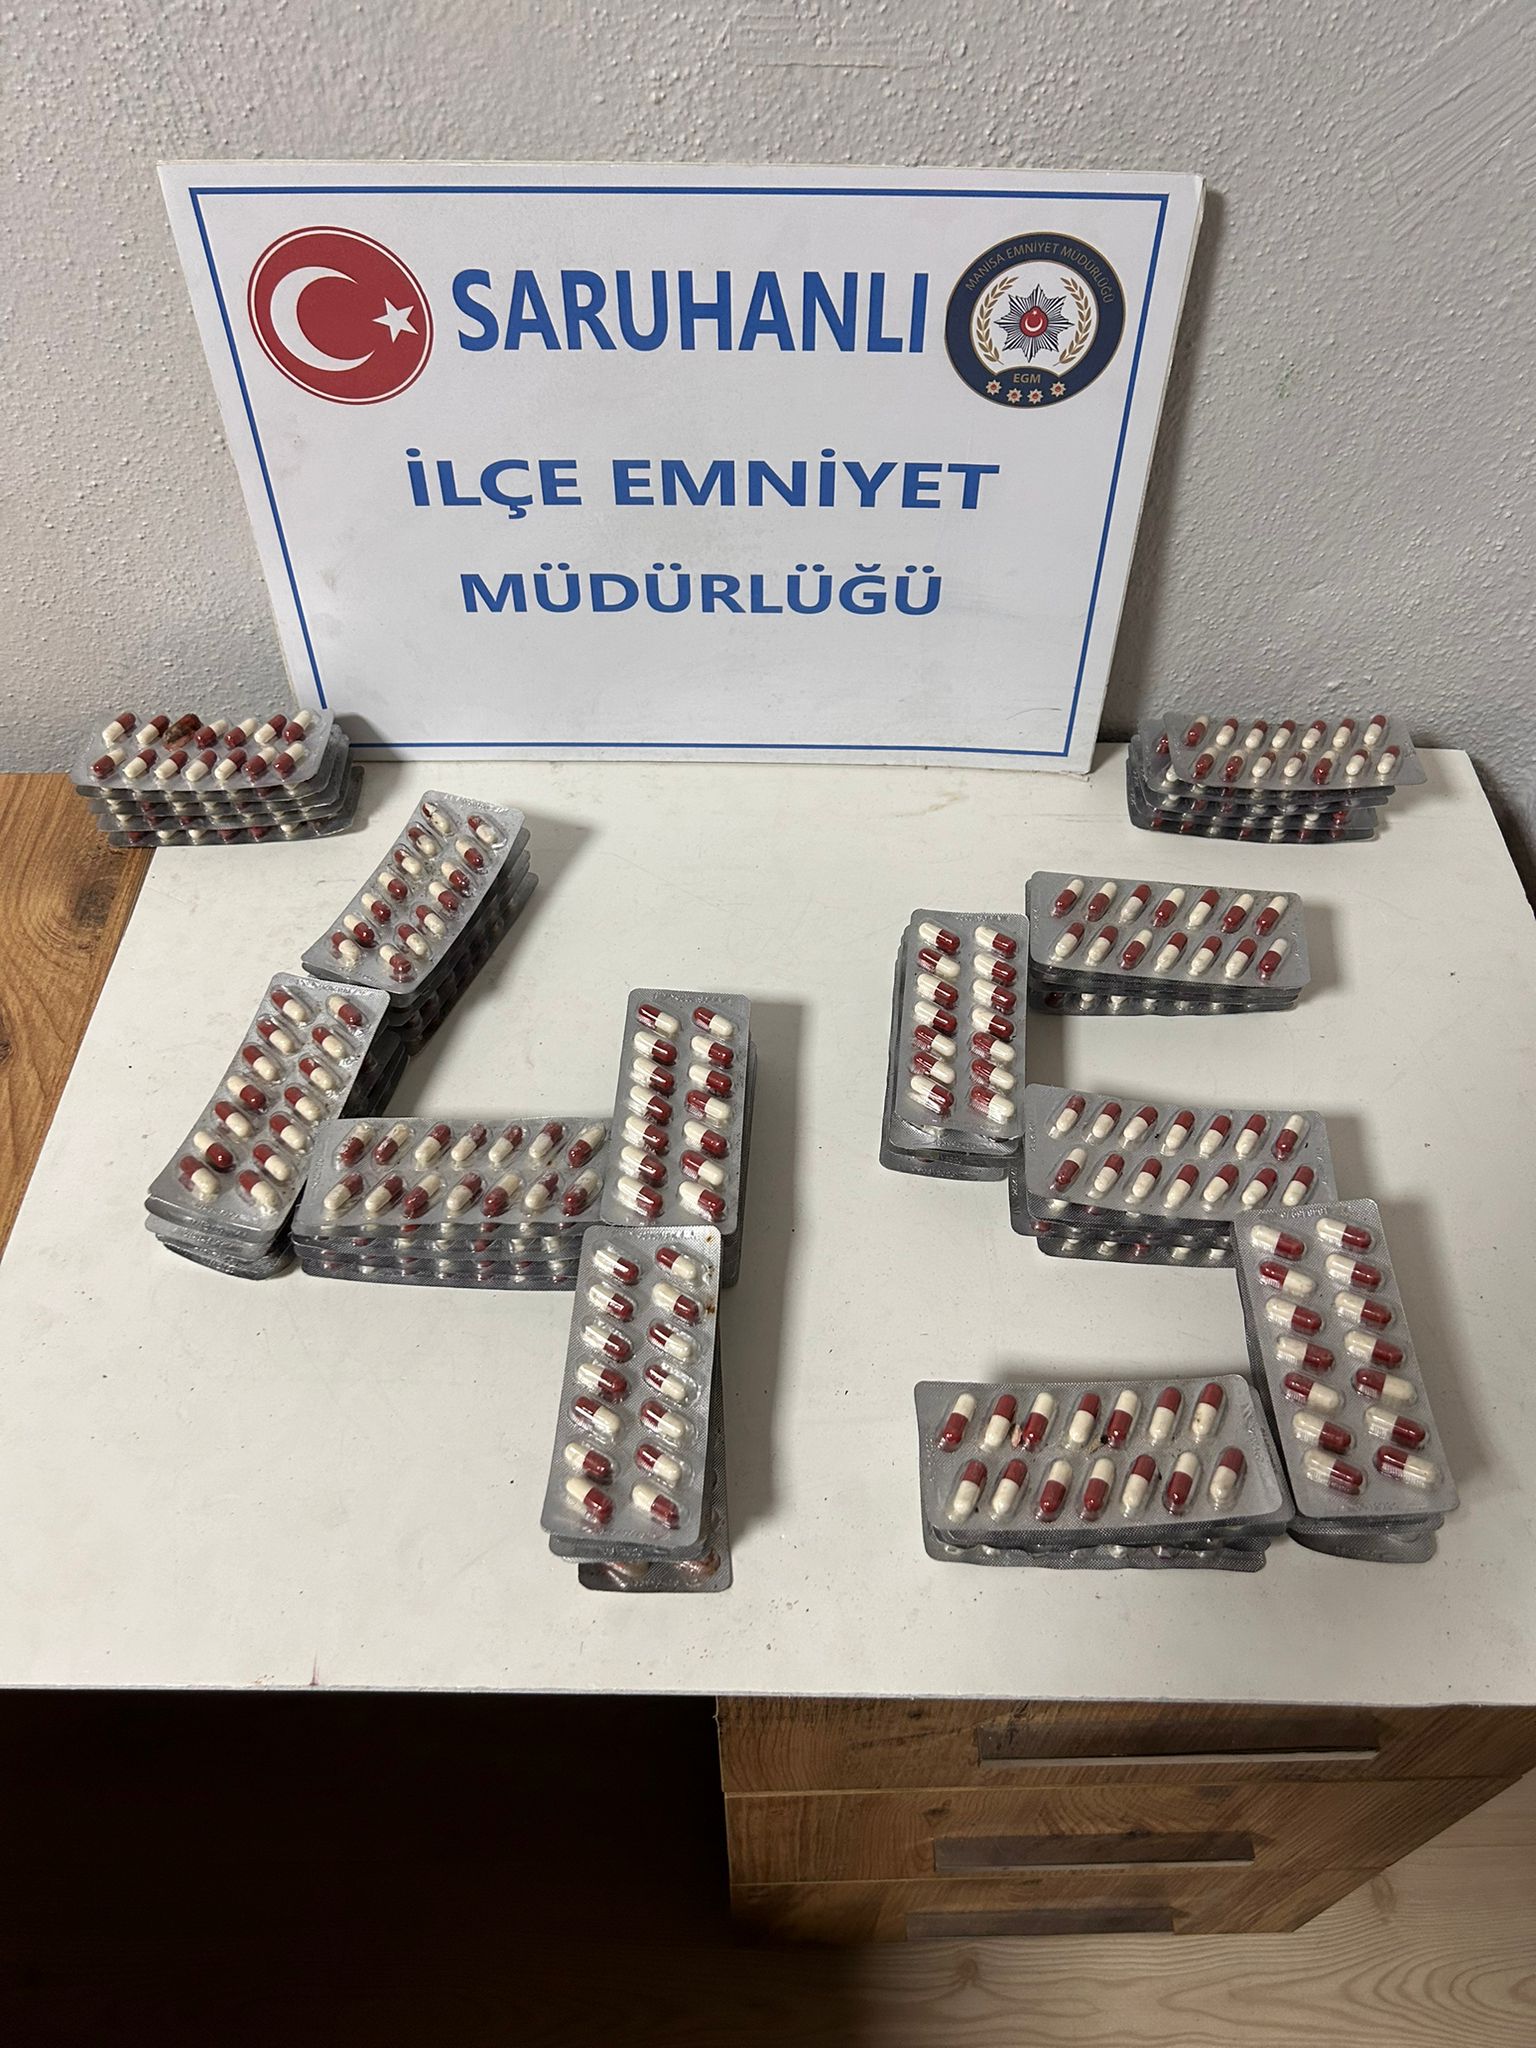 SARUHANLI
MANİSA EMNİYET MÜDÜRLÜĞÜ
EGM
İLÇE EMNİYET
MÜDÜRLÜĞÜ